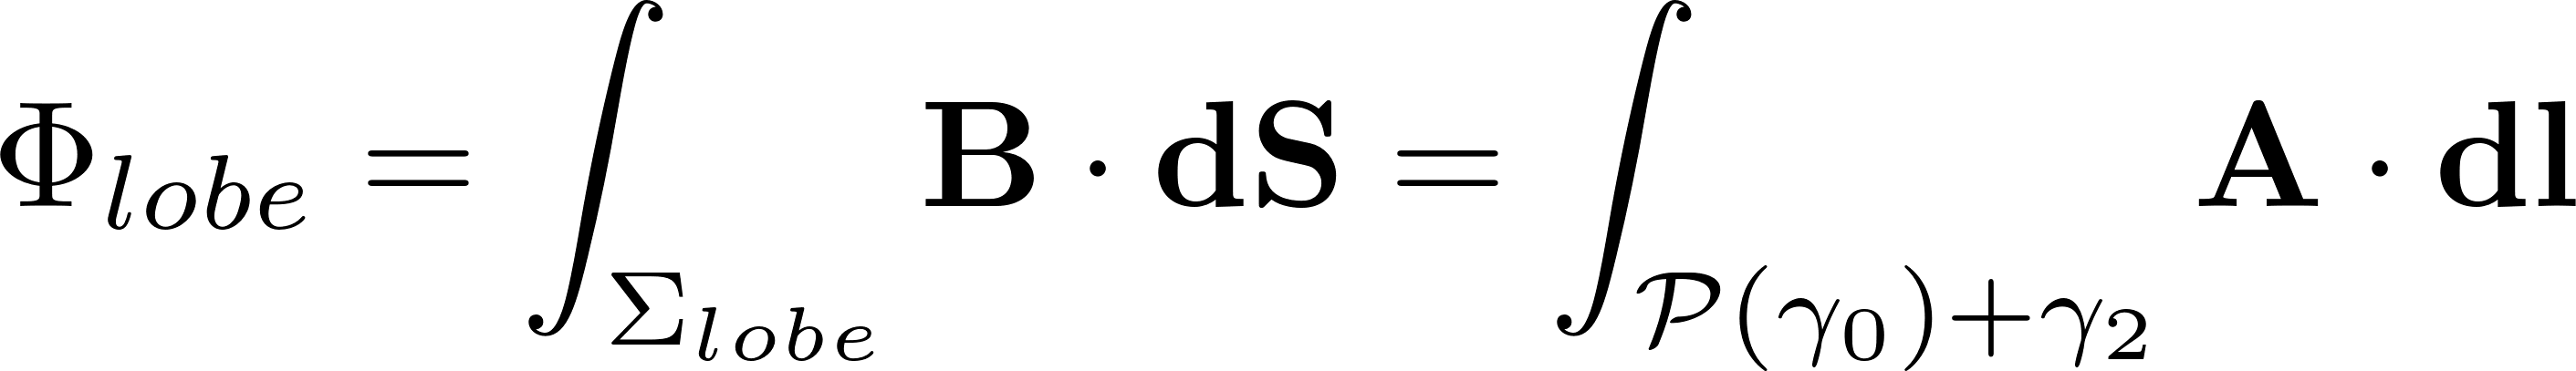 Φ_{lobe} = ∫_{Σ_{lobe}} **B** · **dS** = ∫_{𝒫(γ_0)+γ_2} **A** · **dl**